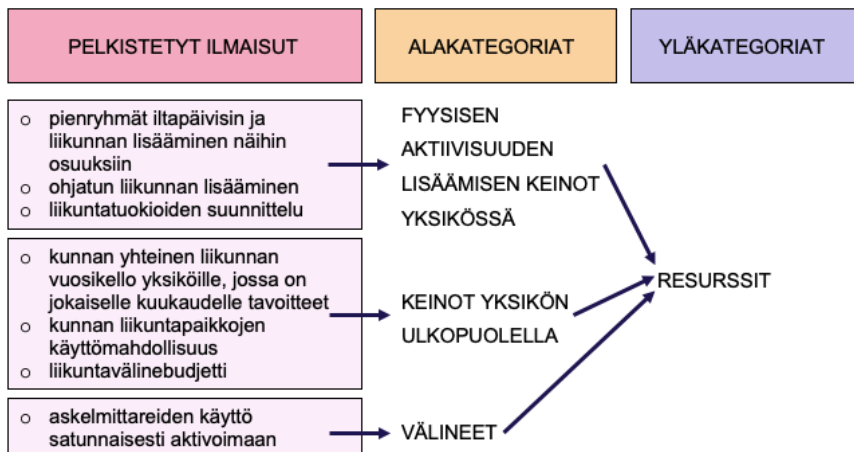 PELKISTETYT ILMAISUT
ALAKATEGORIAT
YLÄKATEGORIAT
o pienryhmät iltapäivisin ja
liikunnan lisääminen näihin
osuuksiin
o ohjatun liikunnan lisääminen
o liikuntatuokioiden suunnittelu
FYYSISEN
AKTIIVISUUDEN
LISÄÄMISEN KEINOT
YKSIKÖSSÄ
o kunnan yhteinen liikunnan
vuosikello yksiköille, jossa on
jokaiselle kuukaudelle tavoitteet
o kunnan liikuntapaikkojen
käyttömahdollisuus
o liikuntavälinebudjetti
KEINOT YKSIKÖN
ULKOPUOLELLA
RESURSSIT
o askelmittareiden käyttö
satunnaisesti aktivoimaan
VÄLINEET